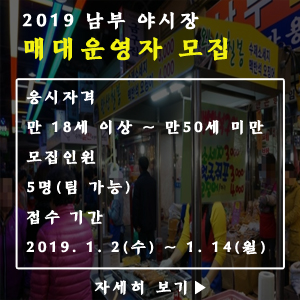 2019 남부 야시장
매대운영자 모집
응시자격
만 18세 이상 ~ 만50세 미만
모집인원
5명(팀 가능)
접수 기간
2019. 1. 2(수) ~ 1. 14(월)
자세히 보기▶